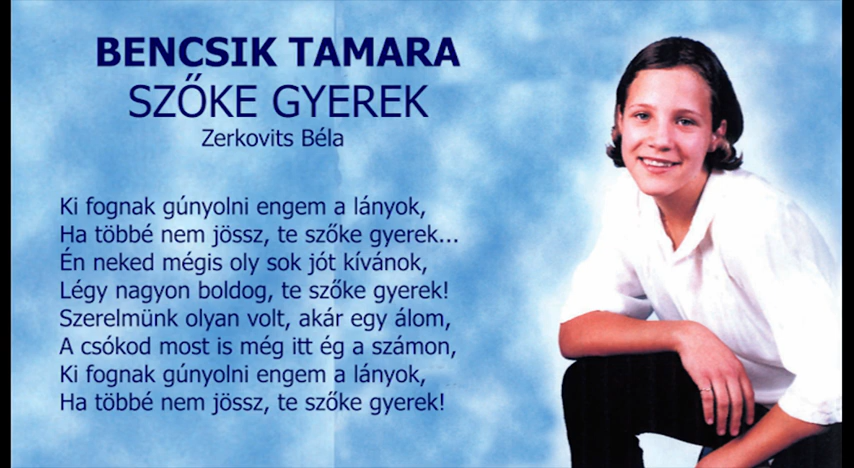 BENCSIK TAMARA
SZŐKE GYEREK
Zerkovits Béla
Ki fognak gúnyolni engem a lányok,
Ha többé nem jössz, te szőke gyerek...
Én neked mégis oly sok jót kívánok,
Légy nagyon boldog, te szőke gyerek!
Szerelmünk olyan volt, akár egy álom,
A csókod most is még itt ég a számon,
Ki fognak gúnyolni engem a lányok,
Ha többé nem jössz, te szőke gyerek!